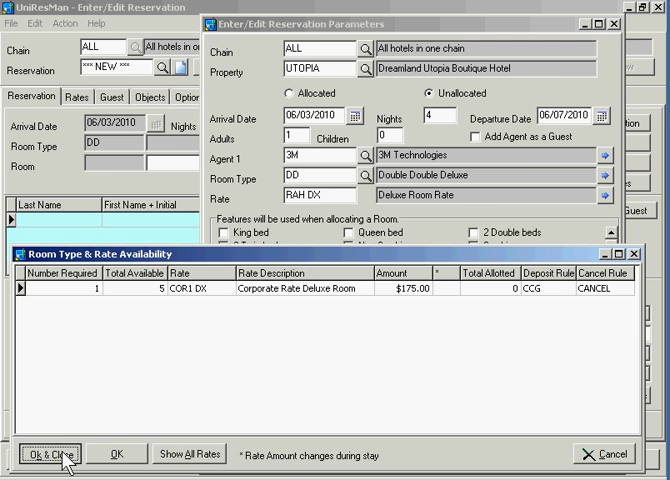 UniResMan - Enter/Edit Reservation
File Edit Action Help
Chain ALL All hotels in on
Reservation *** NEW ***
Reservation Rates Guest Objects Option
Arrival Date 06/03/2010 Nights
Room Type DD
Room
Last Name First Name + Initial
Guest
Enter/Edit Reservation Parameters
Chain ALL All hotels in one chain
Property UTOPIA Dreamland Utopia Boutique Hotel
Allocated Unallocated
Arrival Date 06/03/2010 Nights 4 Departure Date 06/07/2010
Adults 1 Children 0 Add Agent as a Guest
Agent 1 3M 3M Technologies
Room Type DD Double Double Deluxe
Rate RAH DX Deluxe Room Rate
Features will be used when allocating a Room.
King bed Queen bed 2 Double beds
Room Type & Rate Availability
Number Required Total Available Rate Rate Description Amount * Total Allotted Deposit Rule Cancel Rule
1 5 COR1 DX Corporate Rate Deluxe Room $175.00 0 CCG CANCEL
Ok & Close OK Show All Rates * Rate Amount changes during stay Cancel